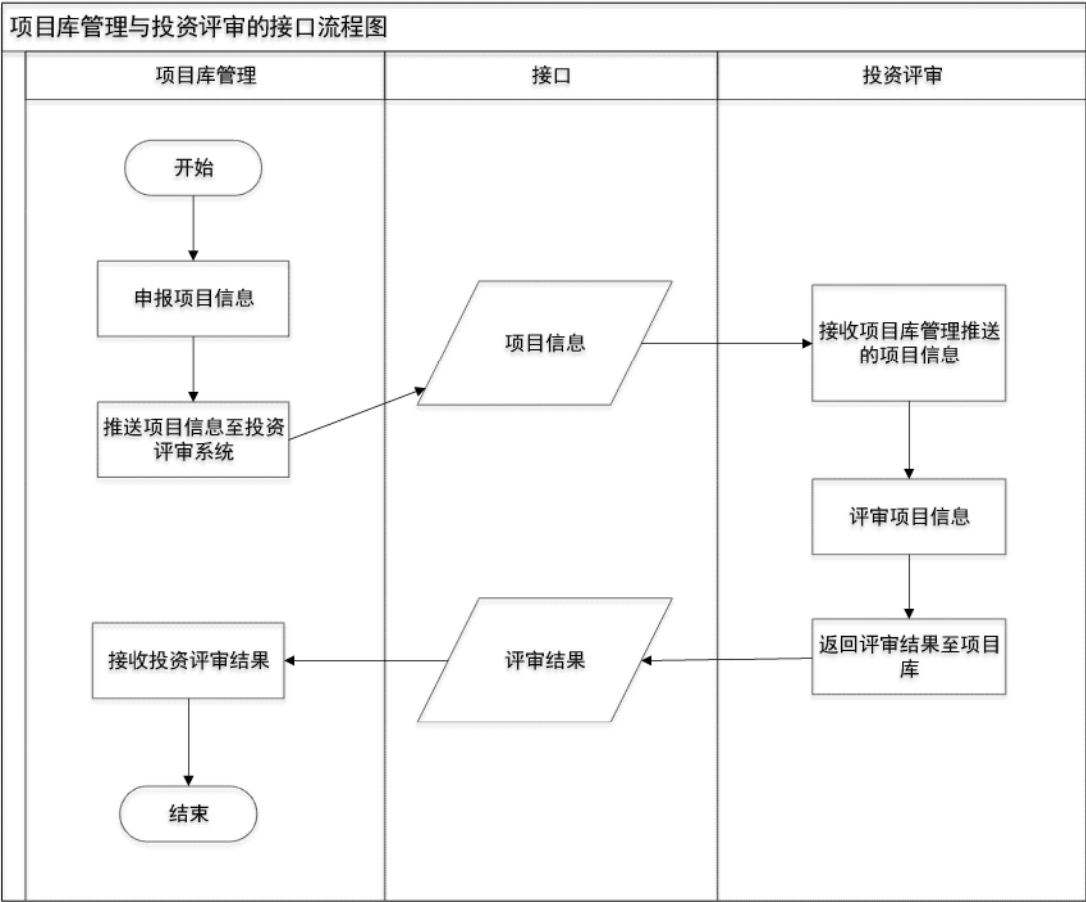 项目库管理与投资评审的接口流程图
项目库管理
接口
投资评审
开始
申报项目信息
推送项目信息至投资
评审系统
项目信息
接收项目库管理推送
的项目信息
评审项目信息
返回评审结果至项目
库
评审结果
接收投资评审结果
结束